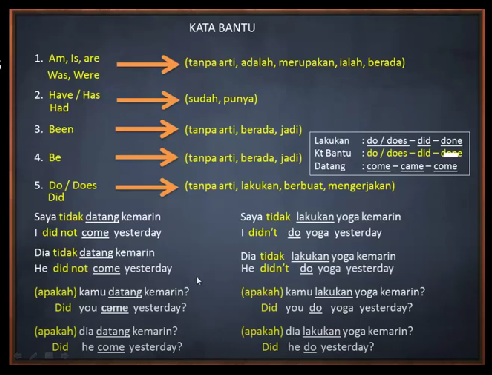 KATA BANTU
1. Am, Is, are (tanpa arti, adalah, merupakan, ialah, berada)
Was, Were
2. Have / Has (sudah, punya)
Had
3. Been (tanpa arti, berada, jadi)
4. Be (tanpa arti, berada, jadi)
Lakukan : do / does – did – done
Kt Bantu : do / does – did – done
Datang : come – came – come
5. Do / Does (tanpa arti, lakukan, berbuat, mengerjakan)
Did
Saya tidak datang kemarin
I did not come yesterday
Dia tidak datang kemarin
He did not come yesterday
(apakah) kamu datang kemarin?
Did you came yesterday?
(apakah) dia datang kemarin?
Did he come yesterday?
Saya tidak lakukan yoga kemarin
I didn't do yoga yesterday
Dia tidak lakukan yoga kemarin
He didn't do yoga yesterday
(apakah) kamu lakukan yoga kemarin?
Did you do yoga yesterday?
(apakah) dia lakukan yoga kemarin?
Did he do yesterday?